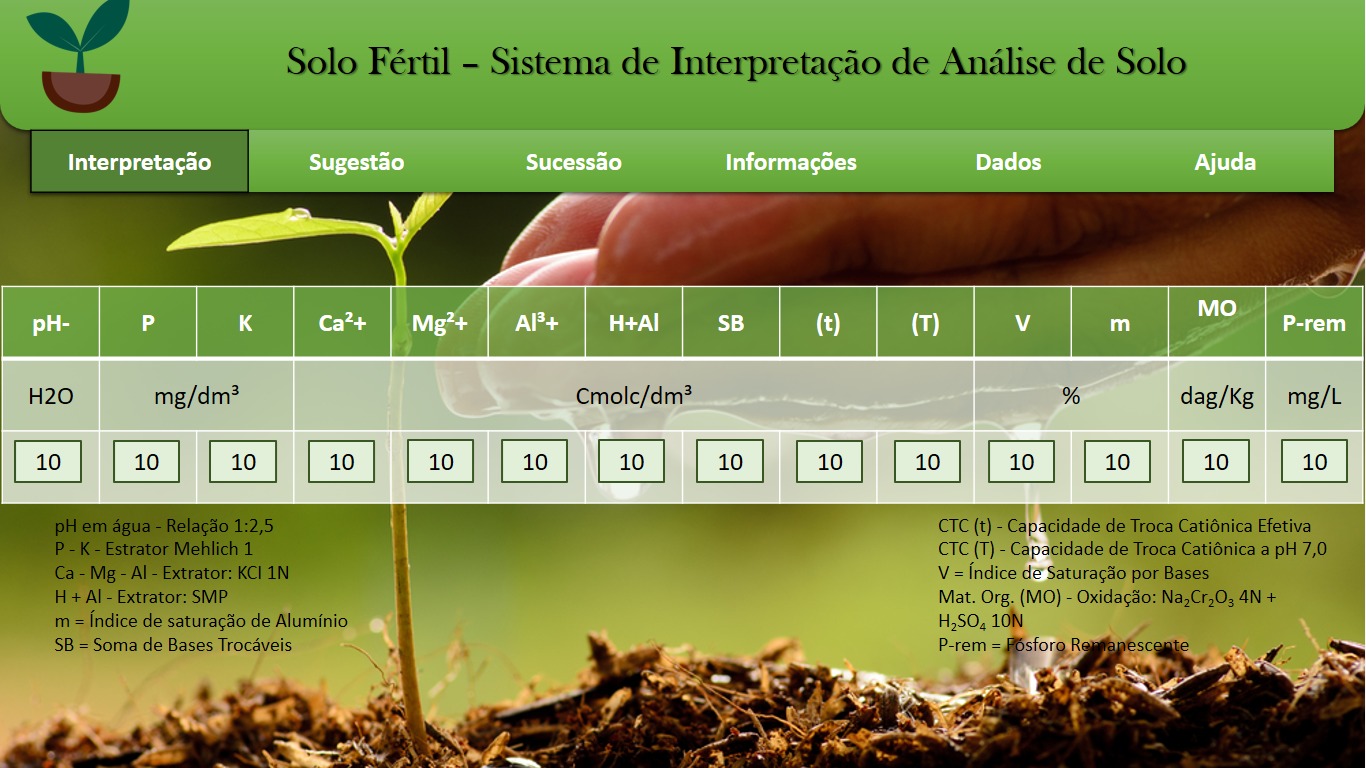 Solo Fértil – Sistema de Interpretação de Análise de Solo
Interpretação Sugestão Sucessão Informações Dados Ajuda
pH- P K Ca²+ Mg²+ Al³+ H+Al SB (t) (T) V m MO P-rem
H2O mg/dm³ Cmolc/dm³ % dag/Kg mg/L
10 10 10 10 10 10 10 10 10 10 10 10 10 10
pH em água - Relação 1:2,5
P - K - Estrator Mehlich 1
Ca - Mg - Al - Extrator: KCl 1N
H + Al - Extrator: SMP
m = Índice de saturação de Alumínio
SB = Soma de Bases Trocáveis
CTC (t) - Capacidade de Troca Catiônica Efetiva
CTC (T) - Capacidade de Troca Catiônica a pH 7,0
V = Índice de Saturação por Bases
Mat. Org. (MO) - Oxidação: Na₂Cr₂O₃ 4N +
H₂SO₄ 10N
P-rem = Fósforo Remanescente